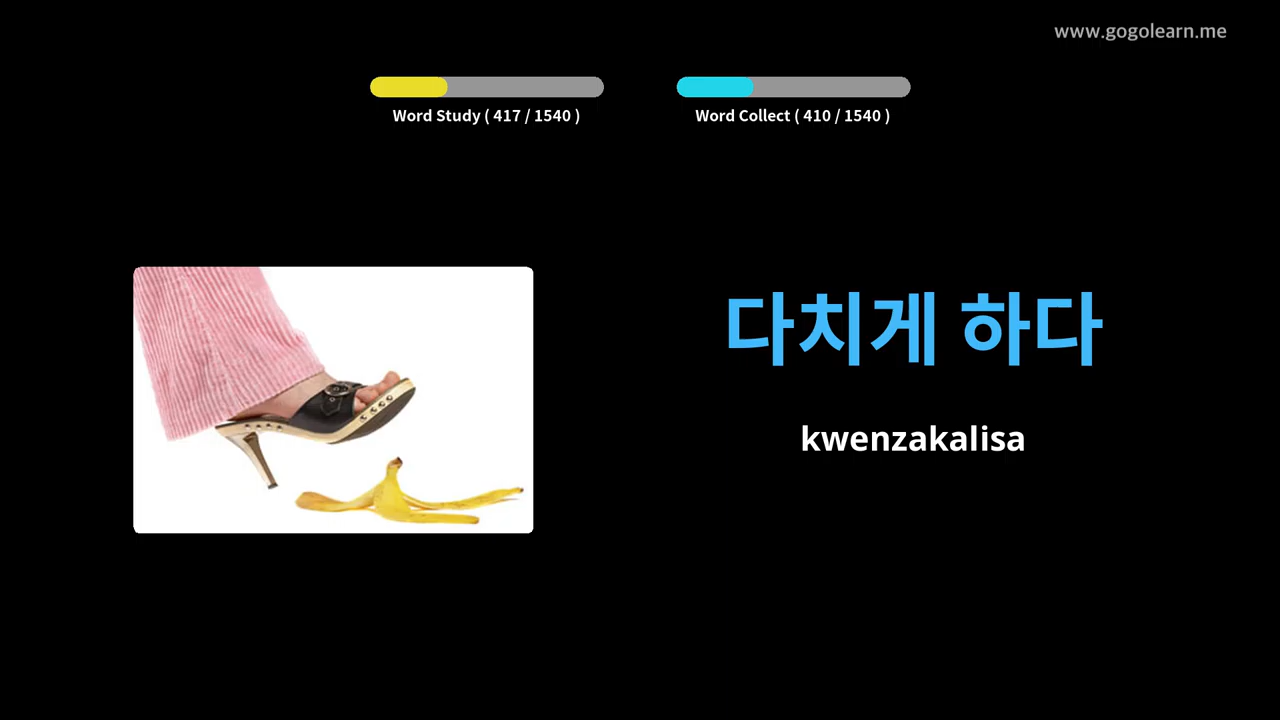 www.gogolearn.me
Word Study ( 417 / 1540 )
Word Collect ( 410 / 1540 )
다치게 하다
kwenzakalisa